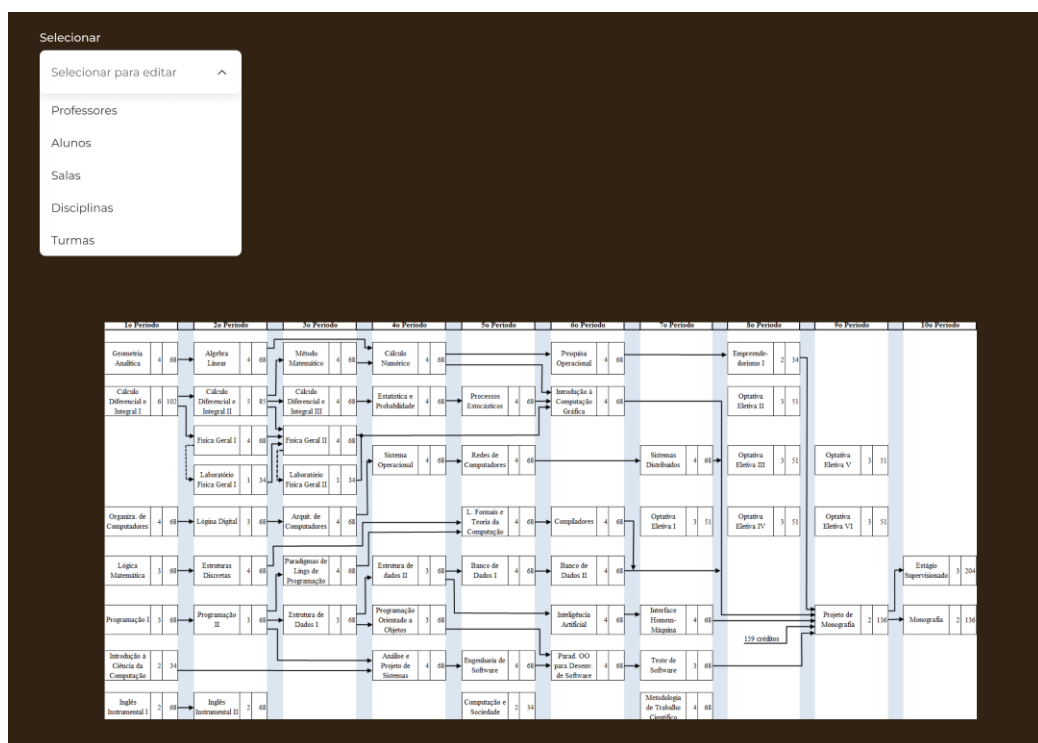 Selecionar
Selecionar para editar
Professores
Alunos
Salas
Disciplinas
Turmas
1o Período 2o Período 3o Período 4o Período 5o Período 6o Período 7o Período 8o Período 9o Período 10o Período
Geometria
Analítica
4 68
Algebra
Linear
4 68
Método
Matemático
4 68
Cálculo
Numérico
4 68
Pesquisa
Operacional
4 68
Empreende-
dorismo I
2 34
Cálculo
Diferencial e
Integral I
6 102
Cálculo
Diferencial e
Integral II
5 85
Cálculo
Diferencial e
Integral III
4 68
Estatística e
Probabilidade
4 68
Processos
Estocásticos
4 68
Introdução à
Computação
Gráfica
4 68
Optativa
Eletiva II
3 51
Física Geral I
4 68
Física Geral II
4 68
Laboratório
Física Geral I
1 34
Laboratório
Física Geral II
1 34
Sistema
Operacional
4 68
Redes de
Computadores
4 68
Sistemas
Distribuídos
4 68
Optativa
Eletiva III
3 51
Optativa
Eletiva V
3 51
Organiza. de
Computadores
4 68
Lógina Digital
3 68
Arquit. de
Computadores
4 68
L. Formais e
Teoria da
Computação
4 68
Compiladores
4 68
Optativa
Eletiva I
3 51
Optativa
Eletiva IV
3 51
Optativa
Eletiva VI
3 51
Lógica
Matemática
3 68
Estruturas
Discretas
4 68
Paradigmas de
Lings de
Programação
4 68
Estrutura de
dados II
3 68
Banco de
Dados I
4 68
Banco de
Dados II
4 68
Estágio
Supervisionado
3 204
Programação I
3 68
Programação
II
3 68
Estrutura de
Dados I
3 68
Programação
Orientado a
Objetos
3 68
Inteligência
Artificial
4 68
Interface
Homem-
Máquina
4 68
159 créditos
Projeto de
Monografia
2 136
Monografia
2 136
Introdução à
Ciência da
Computação
2 34
Análise e
Projeto de
Sistemas
4 68
Engenharia de
Software
4 68
Parad. OO
para Desenv.
de Software
4 68
Teste de
Software
3 68
Inglês
Instrumental I
2 68
Inglês
Instrumental II
2 68
Computação e
Sociedade
2 34
Metodologia
de Trabalho
Científico
4 68